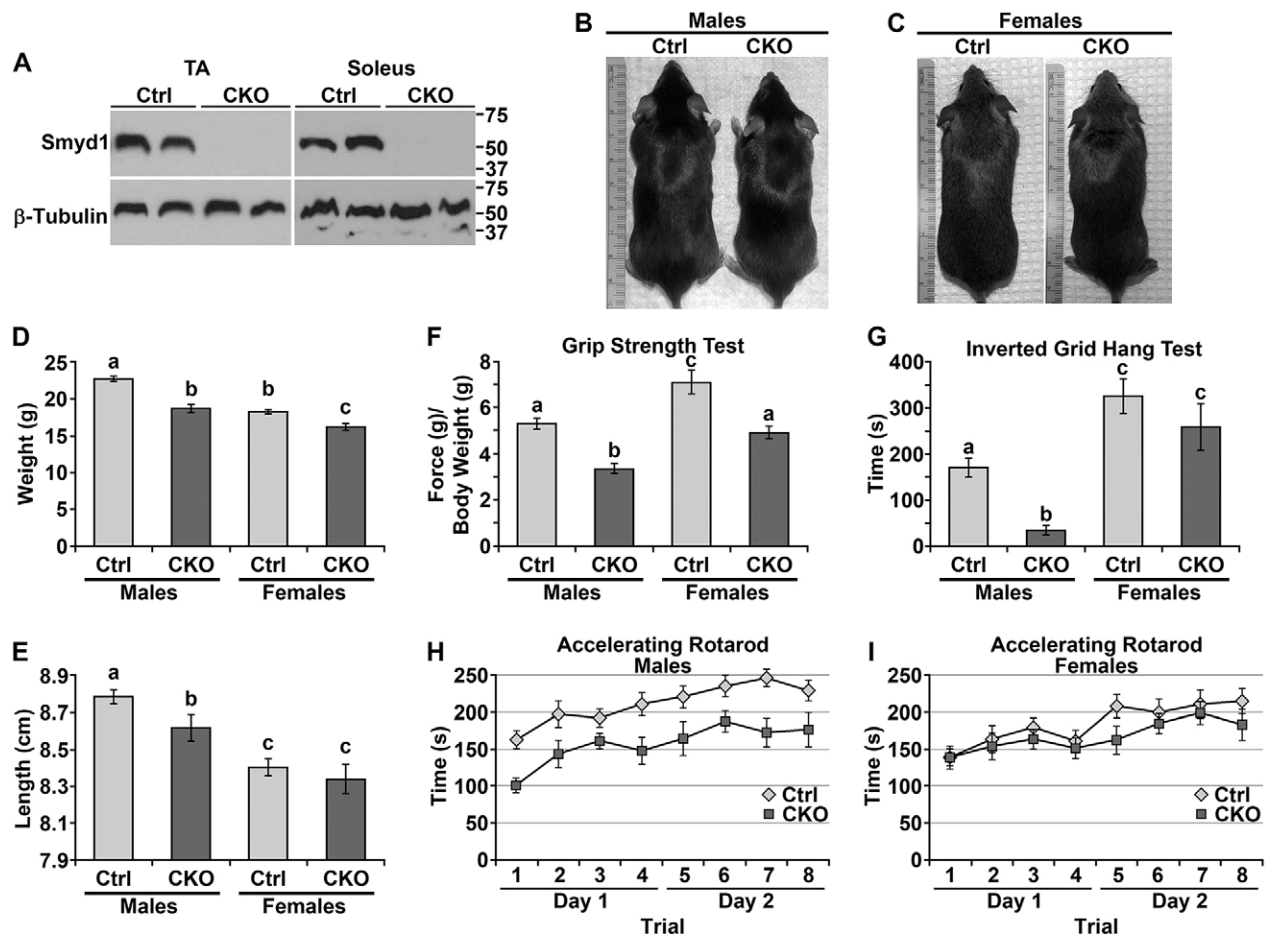 A
TA Soleus
Ctrl CKO Ctrl CKO
Smyd1
-75
-50
-37
β-Tubulin
-75
-50
-37
B
Males
Ctrl CKO
C
Females
Ctrl CKO
D
Weight (g)
25
20
15
10
5
0
a b b c
Ctrl CKO Ctrl CKO
Males Females
E
Length (cm)
8.9
8.7
8.5
8.3
8.1
7.9
a b c c
Ctrl CKO Ctrl CKO
Males Females
F
Grip Strength Test
Force (g)/
Body Weight (g)
8
6
4
2
0
a b c a
Ctrl CKO Ctrl CKO
Males Females
G
Inverted Grid Hang Test
Time (s)
400
300
200
100
0
a b c c
Ctrl CKO Ctrl CKO
Males Females
H
Accelerating Rotarod
Males
Time (s)
250
200
150
100
50
0
Ctrl
CKO
1 2 3 4 5 6 7 8
Day 1 Day 2
Trial
I
Accelerating Rotarod
Females
Time (s)
250
200
150
100
50
0
Ctrl
CKO
1 2 3 4 5 6 7 8
Day 1 Day 2
Trial